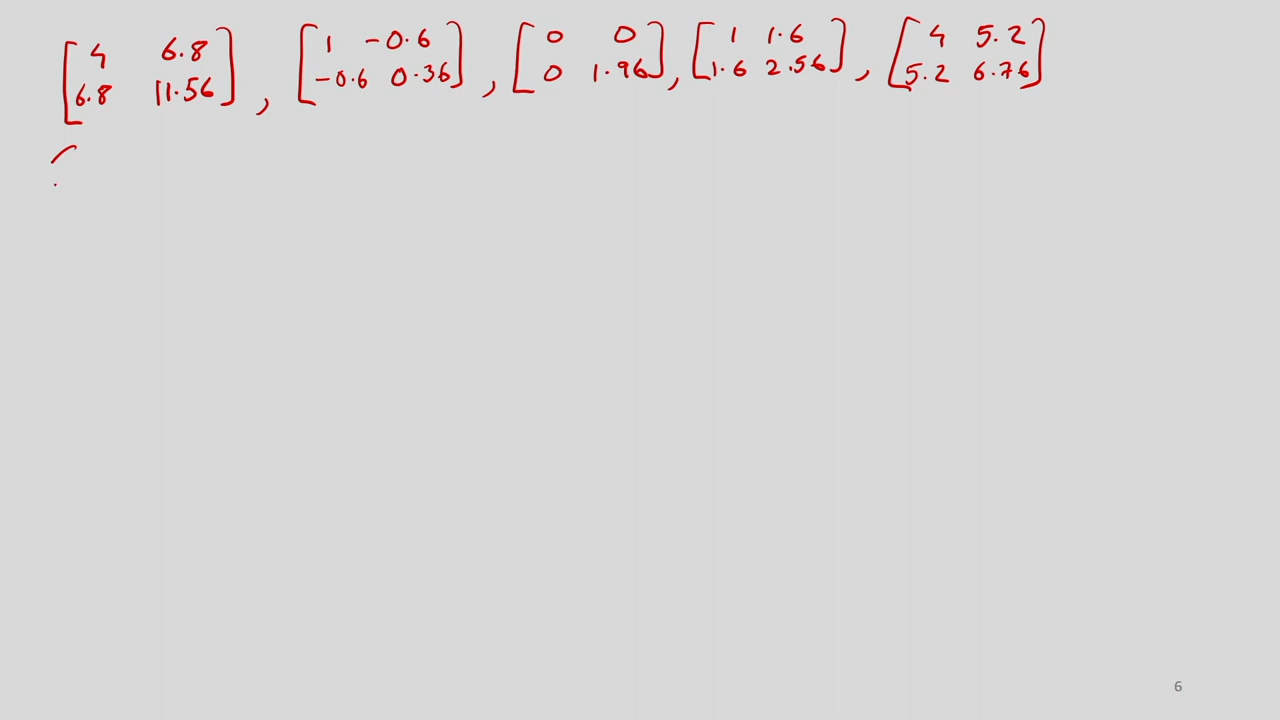 [4 6.8] [1 -0.6] [0 0] [1 1.6] [4 5.2]
[6.8 11.56] , [-0.6 0.36] , [0 1.96] , [1.6 2.56] , [5.2 6.76]
6